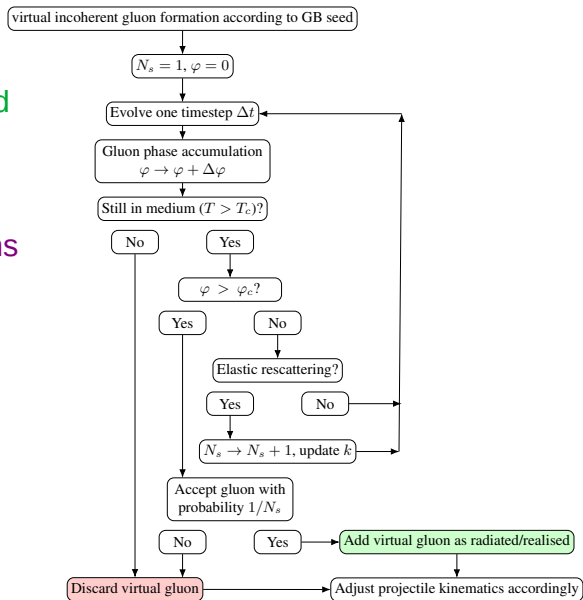 virtual incoherent gluon formation according to GB seed
N_s = 1, φ = 0
d
Evolve one timestep Δt
Gluon phase accumulation
φ → φ + Δφ
Still in medium (T > T_c)?
ns
No
Yes
φ > φ_c?
Yes
No
Elastic rescattering?
Yes
No
N_s → N_s + 1, update k
Accept gluon with
probability 1/N_s
No
Yes
Add virtual gluon as radiated/realised
Discard virtual gluon
Adjust projectile kinematics accordingly